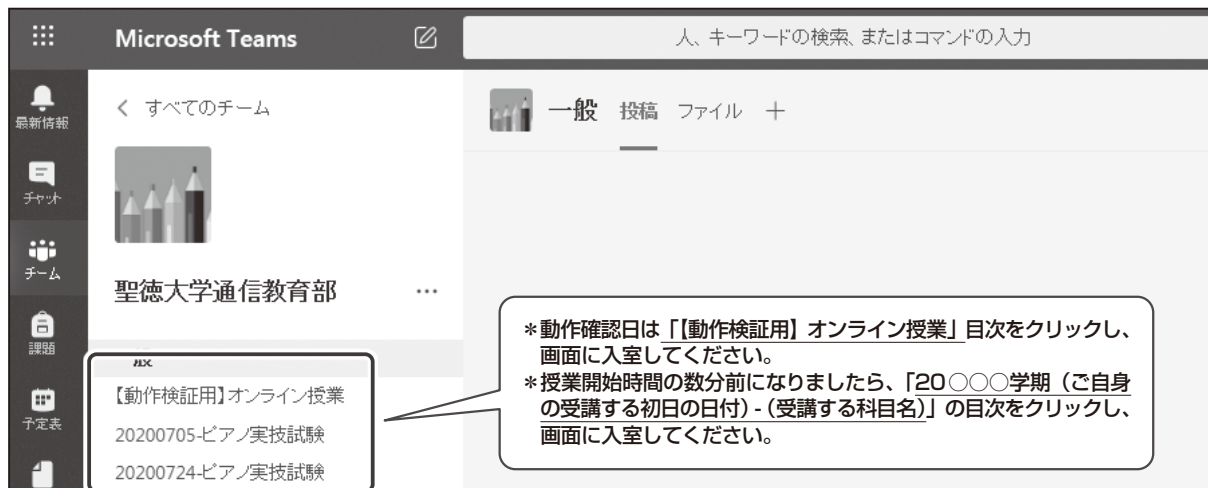 Microsoft Teams
人、キーワードの検索、またはコマンドの入力
最新情報
チャット
チーム
課題
予定表
すべてのチーム
聖徳大学通信教育部
…
一般
【動作検証用】オンライン授業
20200705-ピアノ実技試験
20200724-ピアノ実技試験
一般 投稿 ファイル +
*動作確認日は「【動作検証用】オンライン授業」目次をクリックし、
画面に入室してください。
*授業開始時間の数分前になりましたら、「20○○○学期（ご自身
の受講する初日の日付）-（受講する科目名）」の目次をクリックし、
画面に入室してください。